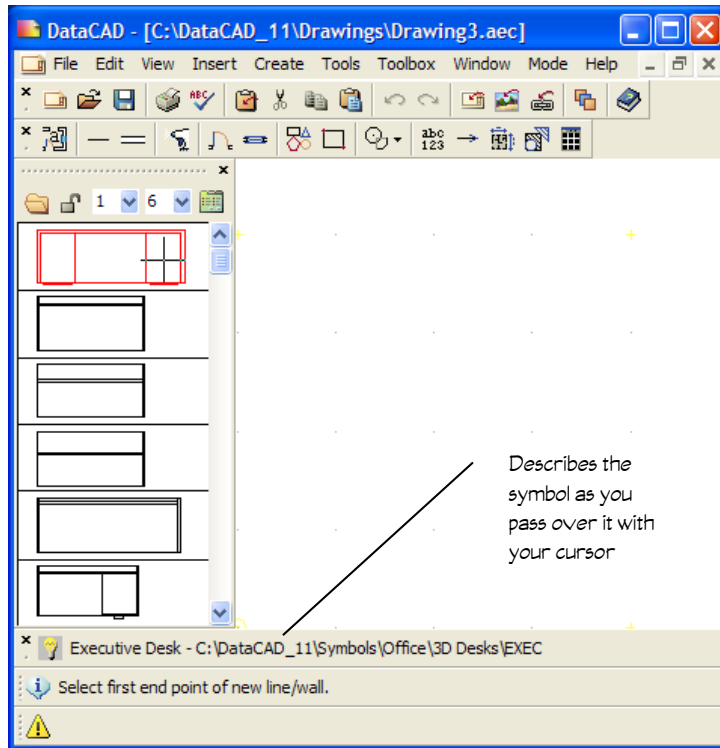 DataCAD - [C:\DataCAD_11\Drawings\Drawing3.aec]
File Edit View Insert Create Tools Toolbox Window Mode Help
ABC
abc
123
1 6
Describes the
symbol as you
pass over it with
your cursor
Executive Desk - C:\DataCAD_11\Symbols\Office\3D Desks\EXEC
Select first end point of new line/wall.